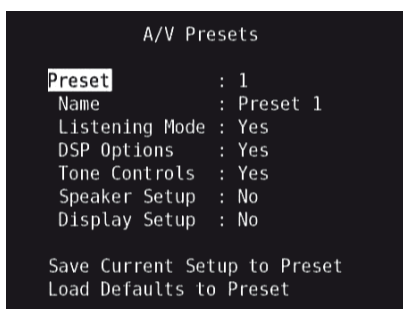 A/V Presets
Preset : 1
Name : Preset 1
Listening Mode : Yes
DSP Options : Yes
Tone Controls : Yes
Speaker Setup : No
Display Setup : No
Save Current Setup to Preset
Load Defaults to Preset